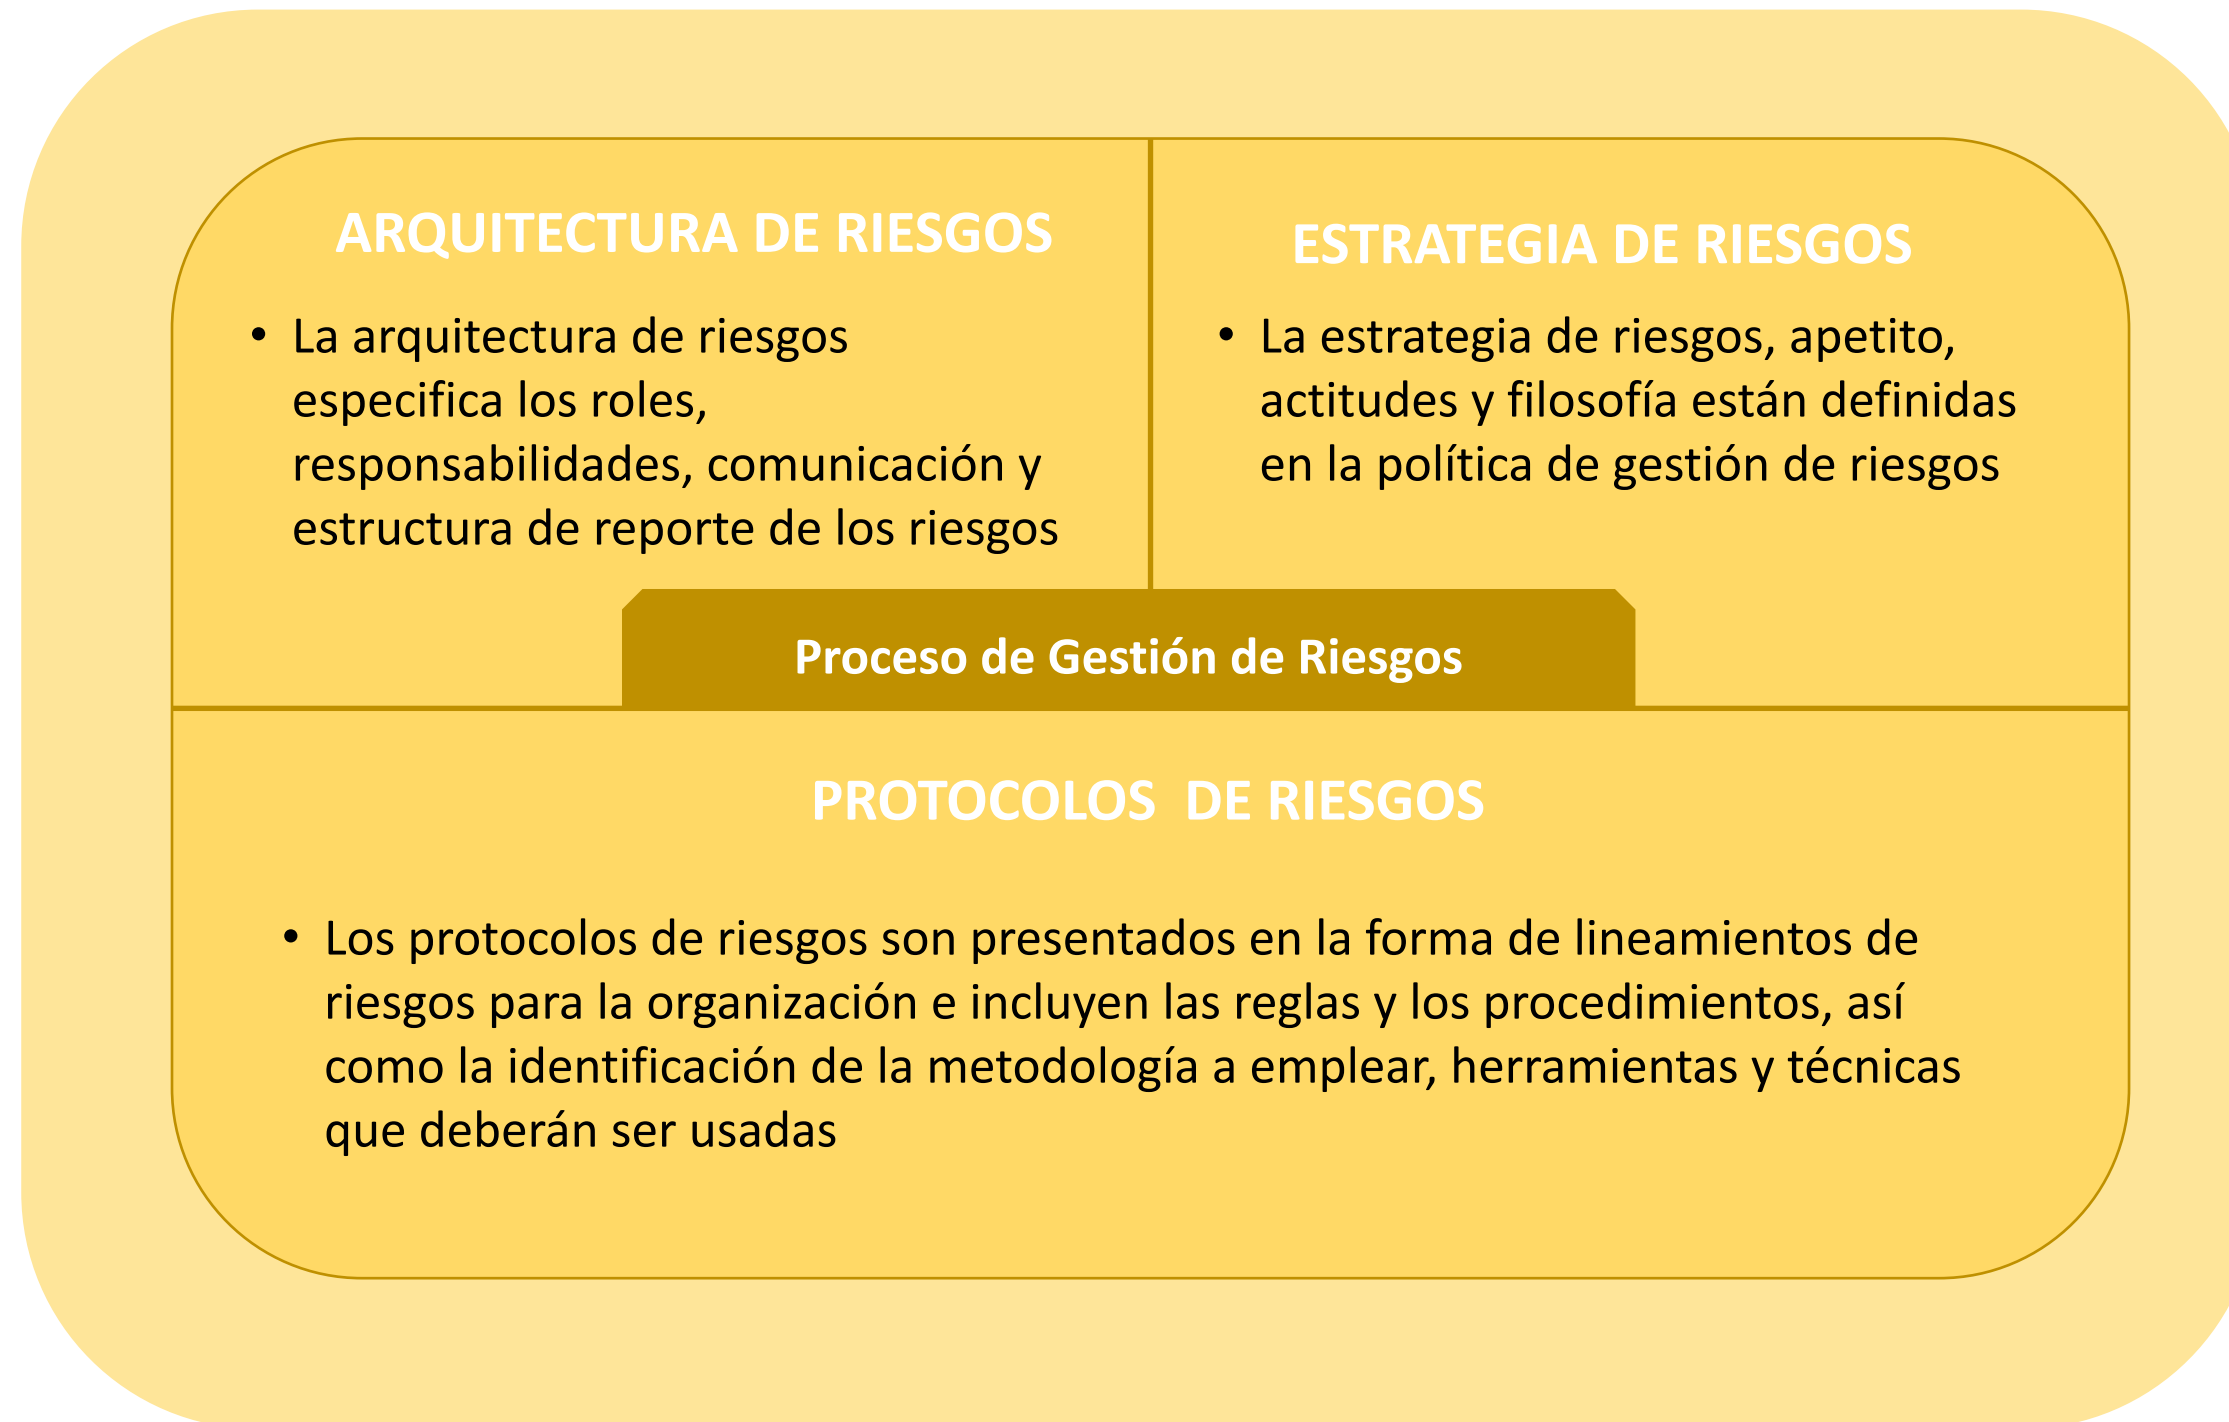 ARQUITECTURA DE RIESGOS
• La arquitectura de riesgos
especifica los roles,
responsabilidades, comunicación y
estructura de reporte de los riesgos
ESTRATEGIA DE RIESGOS
• La estrategia de riesgos, apetito,
actitudes y filosofía están definidas
en la política de gestión de riesgos
Proceso de Gestión de Riesgos
PROTOCOLOS  DE RIESGOS
• Los protocolos de riesgos son presentados en la forma de lineamientos de
riesgos para la organización e incluyen las reglas y los procedimientos, así
como la identificación de la metodología a emplear, herramientas y técnicas
que deberán ser usadas